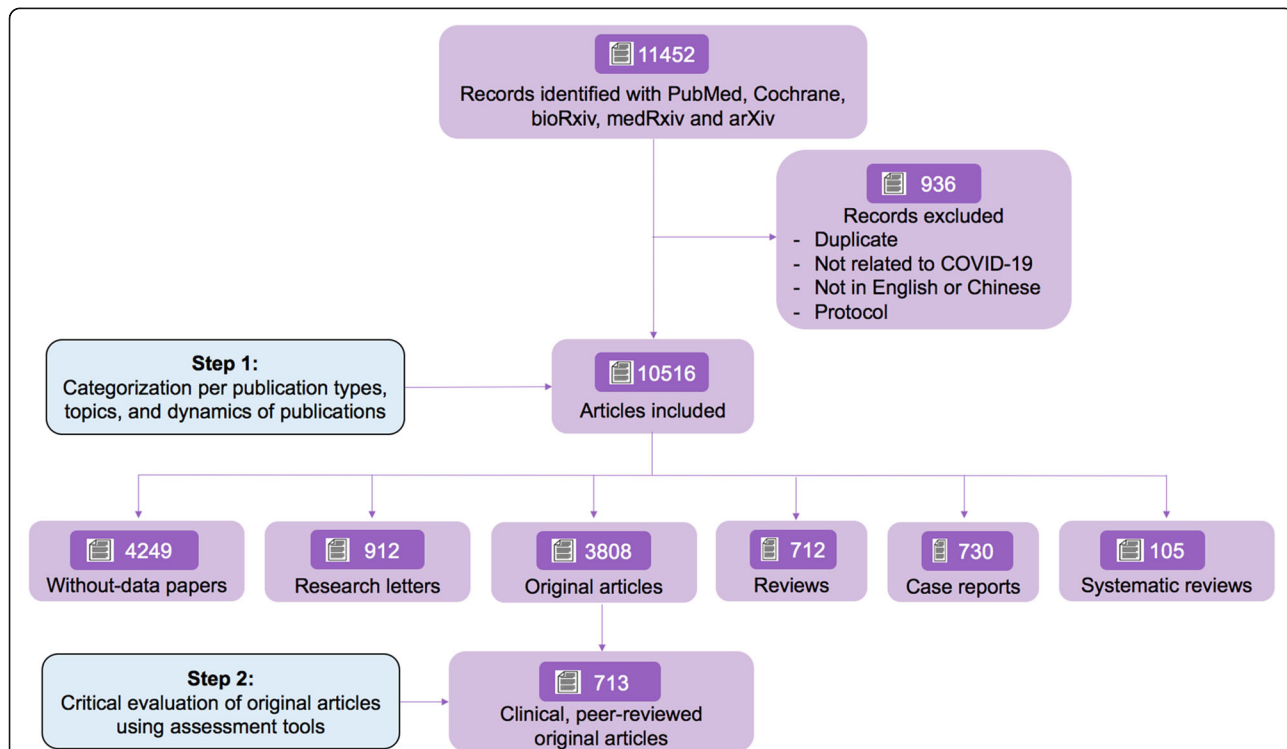 11452
Records identified with PubMed, Cochrane,
bioRxiv, medRxiv and arXiv
936
Records excluded
- Duplicate
- Not related to COVID-19
- Not in English or Chinese
- Protocol
Step 1:
Categorization per publication types,
topics, and dynamics of publications
10516
Articles included
4249
Without-data papers
912
Research letters
3808
Original articles
712
Reviews
730
Case reports
105
Systematic reviews
Step 2:
Critical evaluation of original articles
using assessment tools
713
Clinical, peer-reviewed
original articles